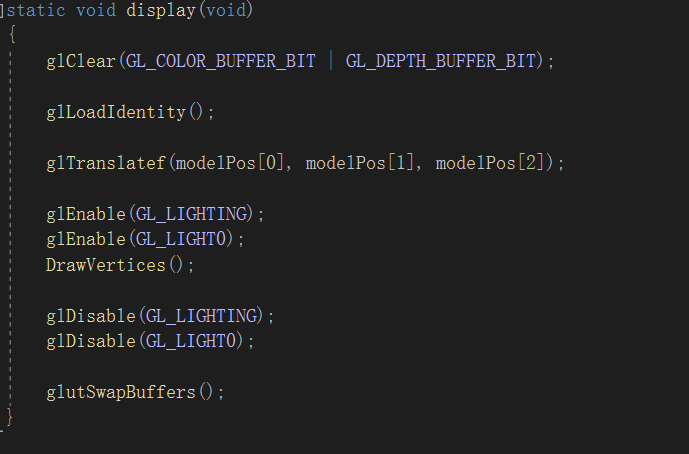 static void display(void)
{
glClear(GL_COLOR_BUFFER_BIT | GL_DEPTH_BUFFER_BIT);
glLoadIdentity();
glTranslatef(modelPos[0], modelPos[1], modelPos[2]);
glEnable(GL_LIGHTING);
glEnable(GL_LIGHT0);
DrawVertices();
glDisable(GL_LIGHTING);
glDisable(GL_LIGHT0);
glutSwapBuffers();
}